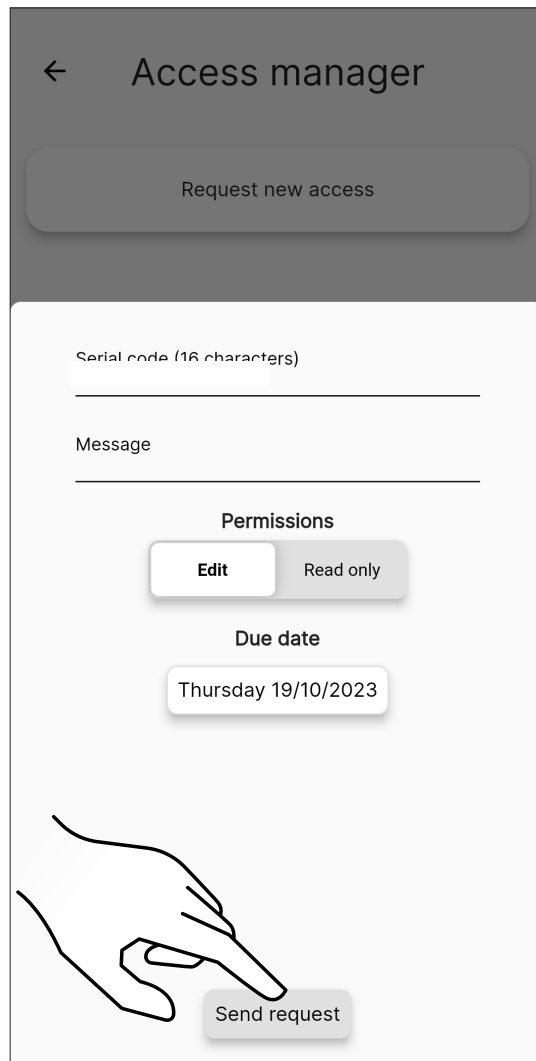 Access manager
Request new access
Serial code (16 characters)
Message
Permissions
Edit Read only
Due date
Thursday 19/10/2023
Send request